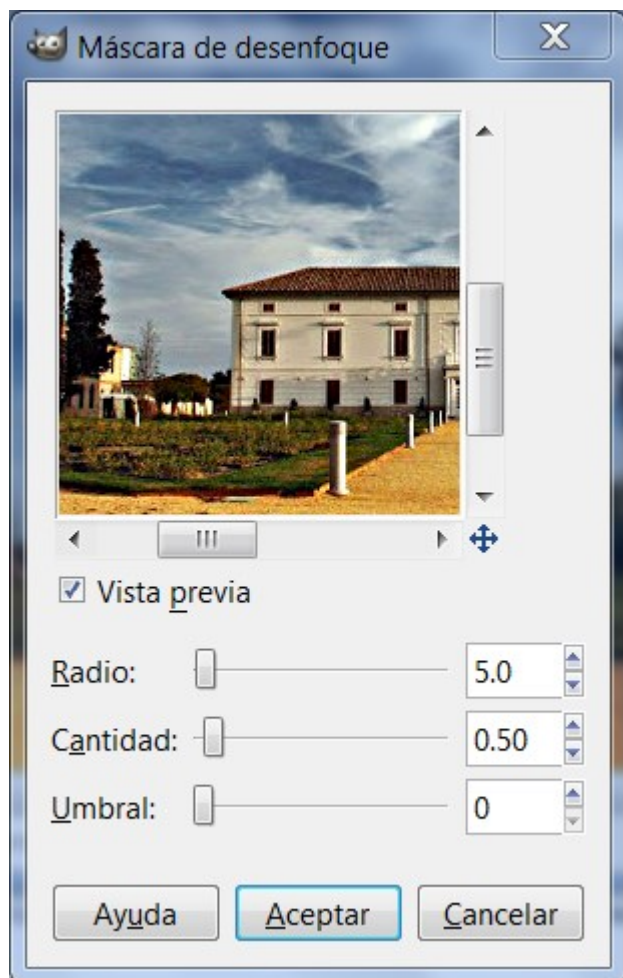 Máscara de desenfoque
Vista previa
Radio: 5.0
Cantidad: 0.50
Umbral: 0
Ayuda Aceptar Cancelar